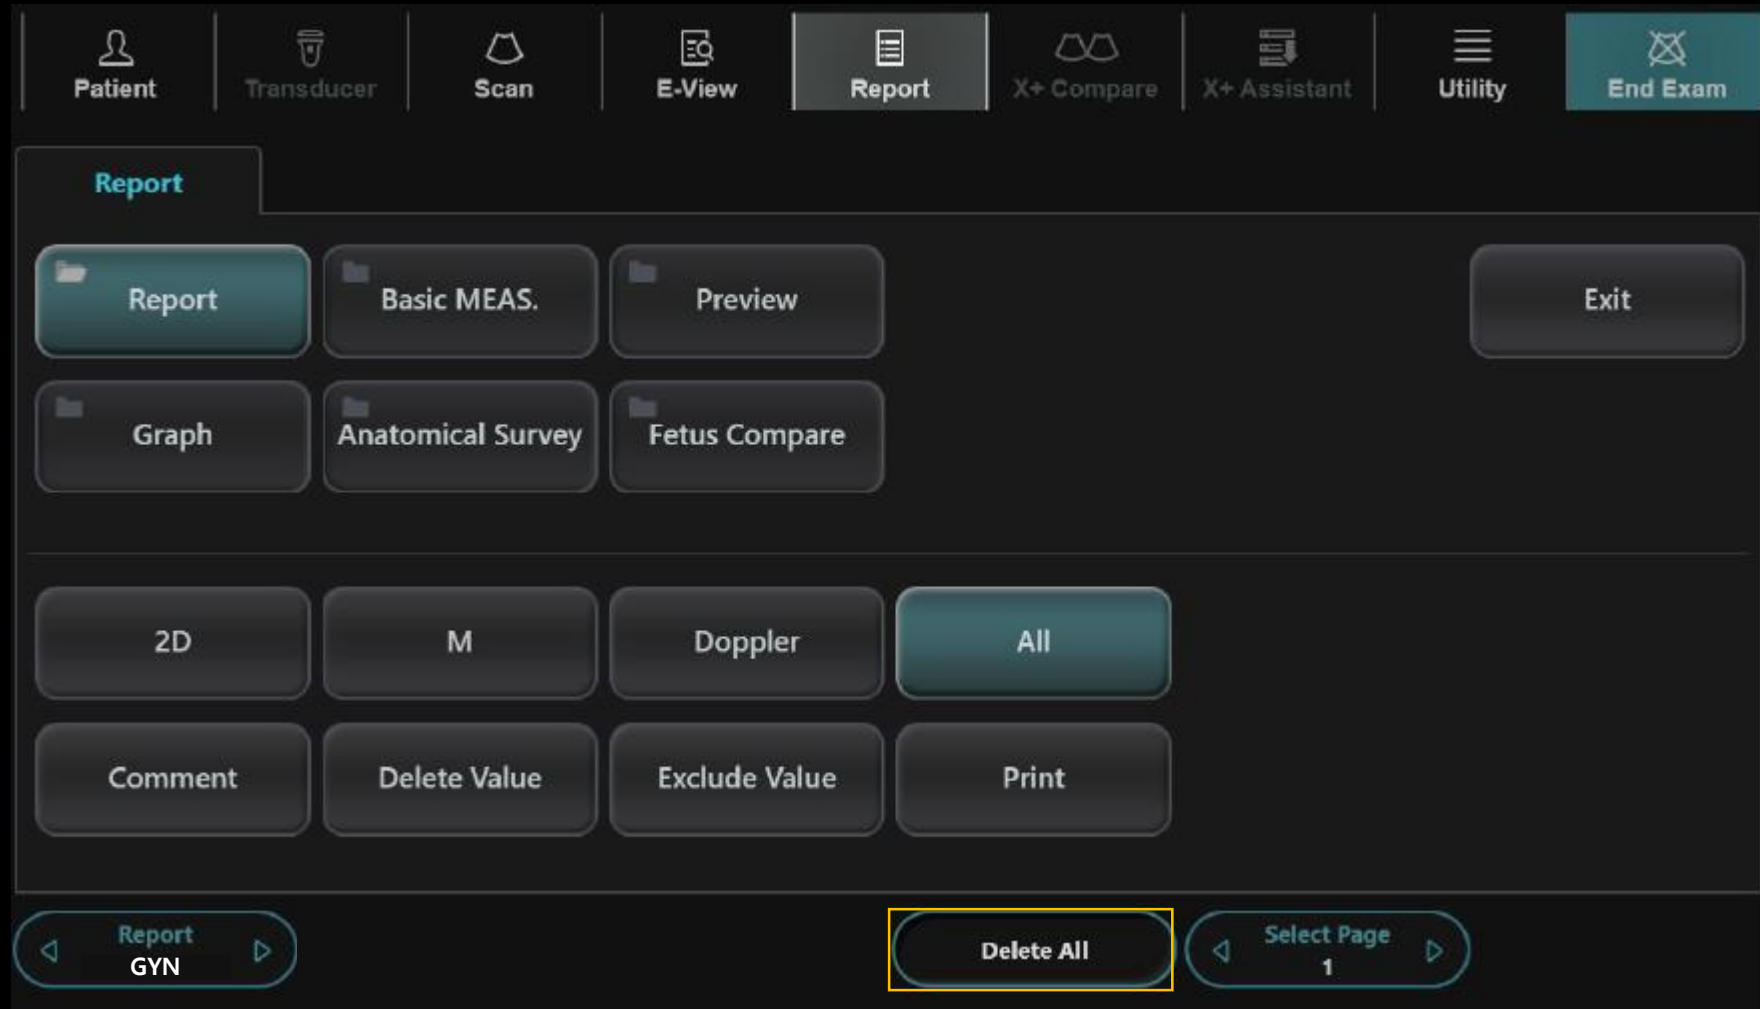 Patient
Transducer
Scan
E-View
Report
X+ Compare
X+ Assistant
Utility
End Exam
Report
Report
Basic MEAS.
Preview
Exit
Graph
Anatomical Survey
Fetus Compare
2D
M
Doppler
All
Comment
Delete Value
Exclude Value
Print
Report
GYN
Delete All
Select Page
1